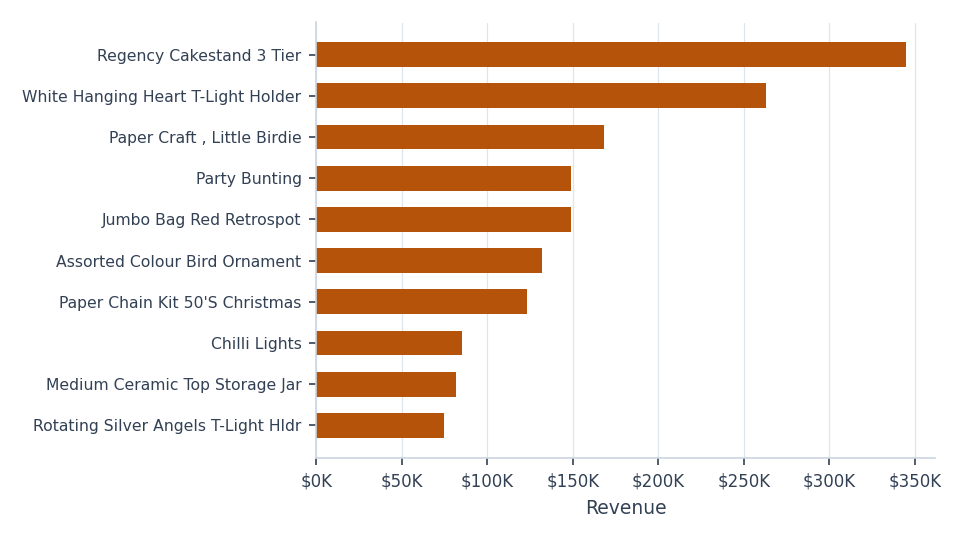 Regency Cakestand 3 Tier
White Hanging Heart T-Light Holder
Paper Craft , Little Birdie
Party Bunting
Jumbo Bag Red Retrospot
Assorted Colour Bird Ornament
Paper Chain Kit 50'S Christmas
Chilli Lights
Medium Ceramic Top Storage Jar
Rotating Silver Angels T-Light Hldr
$0K $50K $100K $150K $200K $250K $300K $350K
Revenue